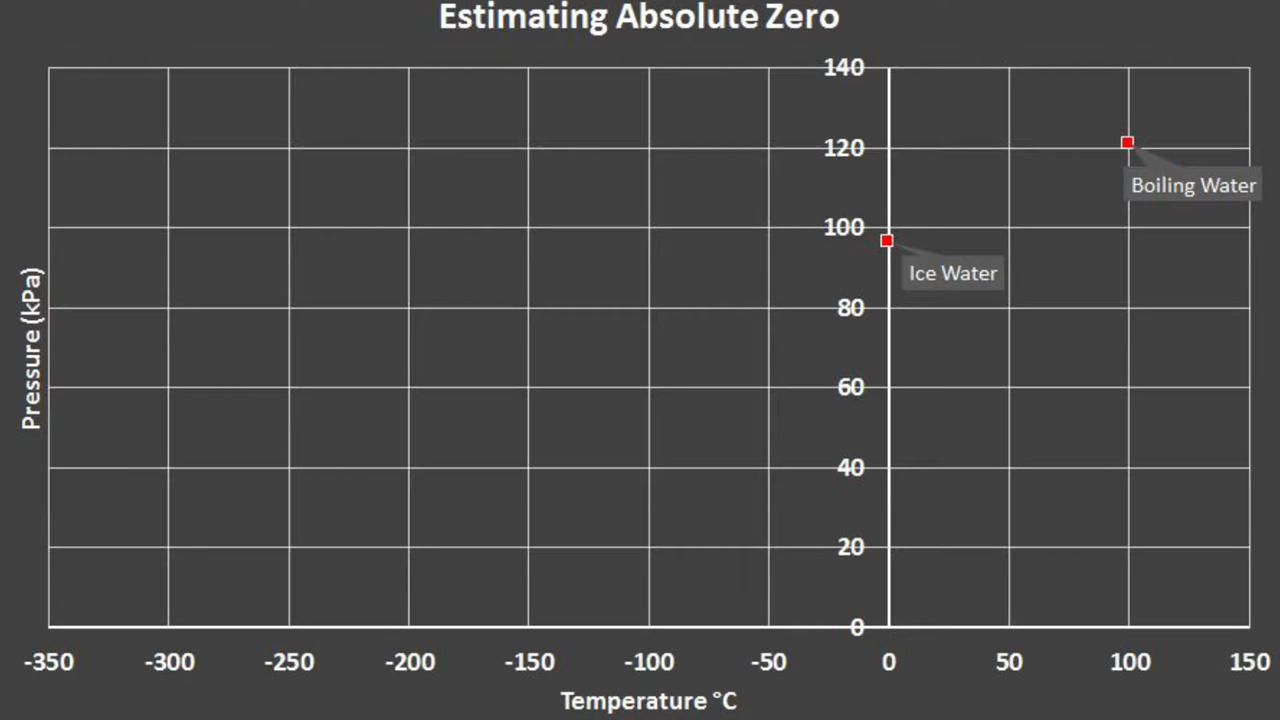 Estimating Absolute Zero
140
120
Boiling Water
100
Ice Water
80
Pressure (kPa)
60
40
20
0
-350 -300 -250 -200 -150 -100 -50 0 50 100 150
Temperature °C